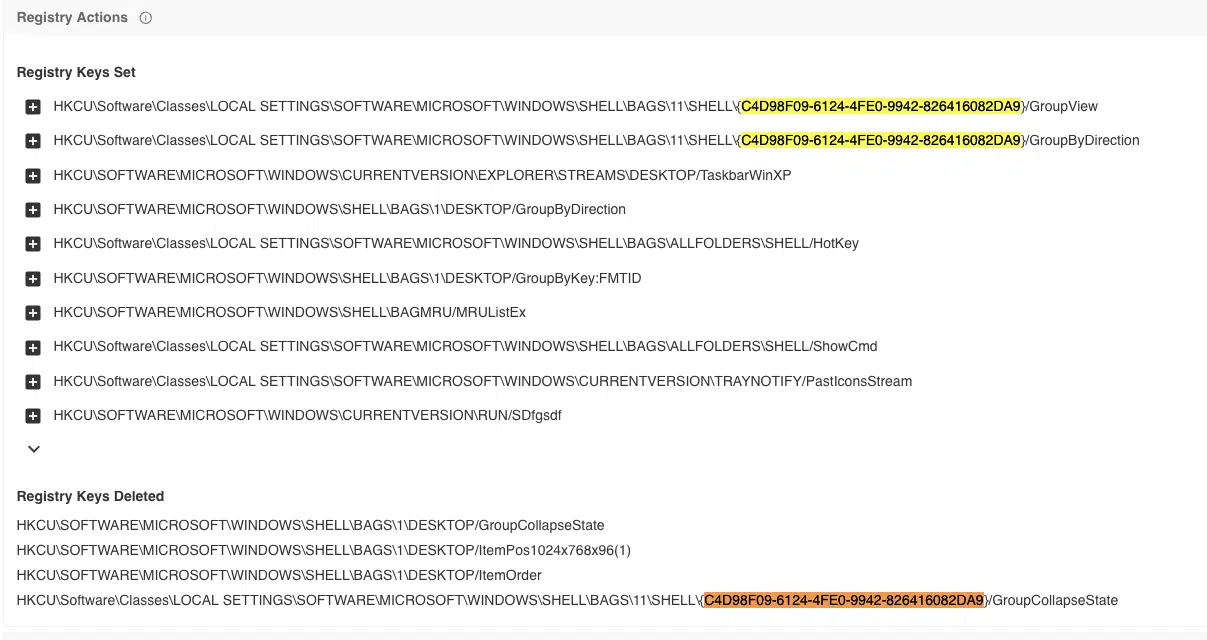 Registry Actions
Registry Keys Set
HKCU\Software\Classes\LOCAL SETTINGS\SOFTWARE\MICROSOFT\WINDOWS\SHELL\BAGS\11\SHELL\{C4D98F09-6124-4FE0-9942-826416082DA9}/GroupView
HKCU\Software\Classes\LOCAL SETTINGS\SOFTWARE\MICROSOFT\WINDOWS\SHELL\BAGS\11\SHELL\{C4D98F09-6124-4FE0-9942-826416082DA9}/GroupByDirection
HKCU\SOFTWARE\MICROSOFT\WINDOWS\CURRENTVERSION\EXPLORER\STREAMS\DESKTOP/TaskbarWinXP
HKCU\SOFTWARE\MICROSOFT\WINDOWS\SHELL\BAGS\1\DESKTOP/GroupByDirection
HKCU\Software\Classes\LOCAL SETTINGS\SOFTWARE\MICROSOFT\WINDOWS\SHELL\BAGS\ALLFOLDERS\SHELL/HotKey
HKCU\SOFTWARE\MICROSOFT\WINDOWS\SHELL\BAGS\1\DESKTOP/GroupByKey:FMTID
HKCU\SOFTWARE\MICROSOFT\WINDOWS\SHELL\BAGMRU/MRUListEx
HKCU\Software\Classes\LOCAL SETTINGS\SOFTWARE\MICROSOFT\WINDOWS\SHELL\BAGS\ALLFOLDERS\SHELL/ShowCmd
HKCU\Software\Classes\LOCAL SETTINGS\SOFTWARE\MICROSOFT\WINDOWS\CURRENTVERSION\TRAYNOTIFY/PastIconsStream
HKCU\SOFTWARE\MICROSOFT\WINDOWS\CURRENTVERSION\RUN/SDfgsdf
Registry Keys Deleted
HKCU\SOFTWARE\MICROSOFT\WINDOWS\SHELL\BAGS\1\DESKTOP/GroupCollapseState
HKCU\SOFTWARE\MICROSOFT\WINDOWS\SHELL\BAGS\1\DESKTOP/ItemPos1024x768x96(1)
HKCU\SOFTWARE\MICROSOFT\WINDOWS\SHELL\BAGS\1\DESKTOP/ItemOrder
HKCU\Software\Classes\LOCAL SETTINGS\SOFTWARE\MICROSOFT\WINDOWS\SHELL\BAGS\11\SHELL\{C4D98F09-6124-4FE0-9942-826416082DA9}/GroupCollapseState